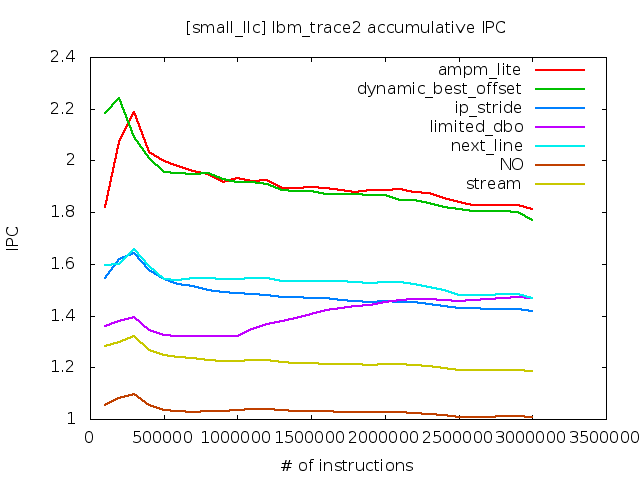 [small_llc] lbm_trace2 accumulative IPC
2.4
2.2
2
1.8
1.6
1.4
1.2
1
IPC
ampm_lite
dynamic_best_offset
ip_stride
limited_dbo
next_line
NO
stream
0 500000 1000000 1500000 2000000 2500000 3000000 3500000
# of instructions